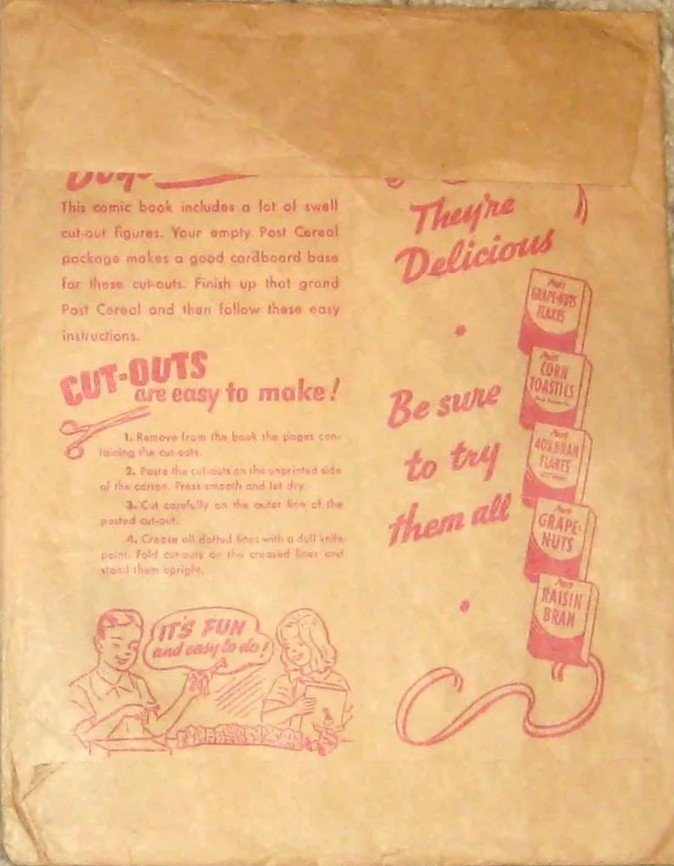 This comic book includes a lot of swell
cut-out figures. Your empty Post Cereal
package makes a good cardboard base
for these cut-outs. Finish up that grand
Post Cereal and then follow these easy
instructions.
CUT-OUTS
are easy to make!
1. Remove from the book the pages con-
taining the cut-outs.
2. Paste the cut-outs on the unprinted side
of the carton. Press smooth and let dry.
3. Cut carefully on the outer line of the
pasted cut-out.
4. Crease all dotted lines with a dull knife
point. Fold cut-outs on the creased lines and
stand them upright.
IT'S FUN
and easy to do!
They're
Delicious
Be sure
to try
them all
Post's
GRAPE-NUTS
FLAKES
Post
CORN
TOASTIES
Post's
40% BRAN
FLAKES
Post's
GRAPE-
NUTS
Post's
RAISIN
BRAN